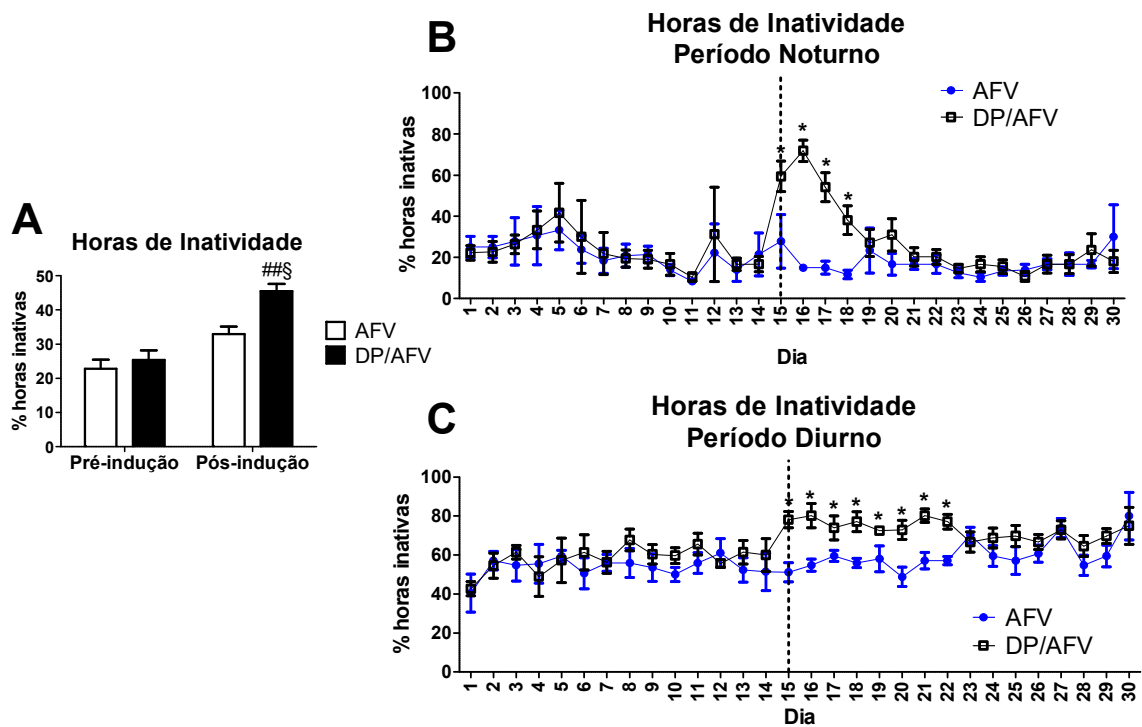 A
Horas de Inatividade
% horas inativas
50
40
30
20
10
0
##§
Pré-indução Pós-indução
AFV
DP/AFV
B
Horas de Inatividade
Período Noturno
% horas inativas
100
80
60
40
20
0
AFV
DP/AFV
* * * *
1 2 3 4 5 6 7 8 9 10 11 12 13 14 15 16 17 18 19 20 21 22 23 24 25 26 27 28 29 30
Dia
C
Horas de Inatividade
Período Diurno
% horas inativas
100
80
60
40
20
0
* * * * * * * *
AFV
DP/AFV
1 2 3 4 5 6 7 8 9 10 11 12 13 14 15 16 17 18 19 20 21 22 23 24 25 26 27 28 29 30
Dia